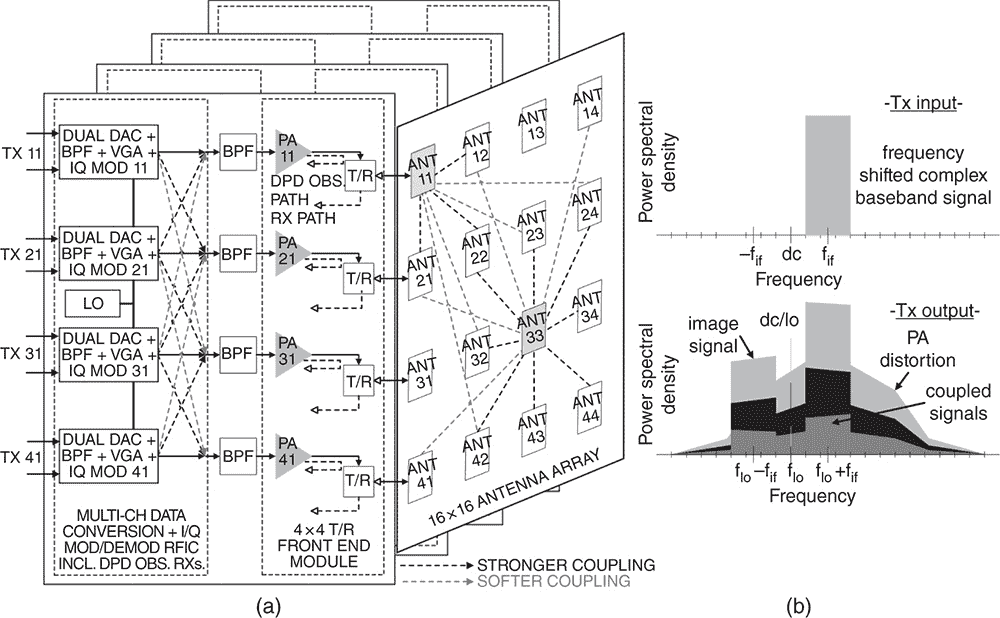 TX 11
DUAL DAC +
BPF + VGA +
IQ MOD 11
BPF
PA
11
T/R
DPD OBS.
PATH
RX PATH
TX 21
DUAL DAC +
BPF + VGA +
IQ MOD 21
BPF
PA
21
T/R
LO
TX 31
DUAL DAC +
BPF + VGA +
IQ MOD 31
BPF
PA
31
T/R
TX 41
DUAL DAC +
BPF + VGA +
IQ MOD 41
BPF
PA
41
T/R
MULTI-CH DATA
CONVERSION + I/Q
MOD/DEMOD RFIC
INCL. DPD OBS. RXs.
4×4 T/R
FRONT END
MODULE
ANT
11
ANT
12
ANT
13
ANT
14
ANT
21
ANT
22
ANT
23
ANT
24
ANT
31
ANT
32
ANT
33
ANT
34
ANT
41
ANT
42
ANT
43
ANT
44
16×16 ANTENNA ARRAY
STRONGER COUPLING
SOFTER COUPLING
(a)
Power spectral
density
-Tx input-
frequency
shifted complex
baseband signal
−fif dc fif
Frequency
Power spectral
density
image
signal
dc/lo
-Tx output-
PA
distortion
coupled
signals
flo−fif flo flo+fif
Frequency
(b)